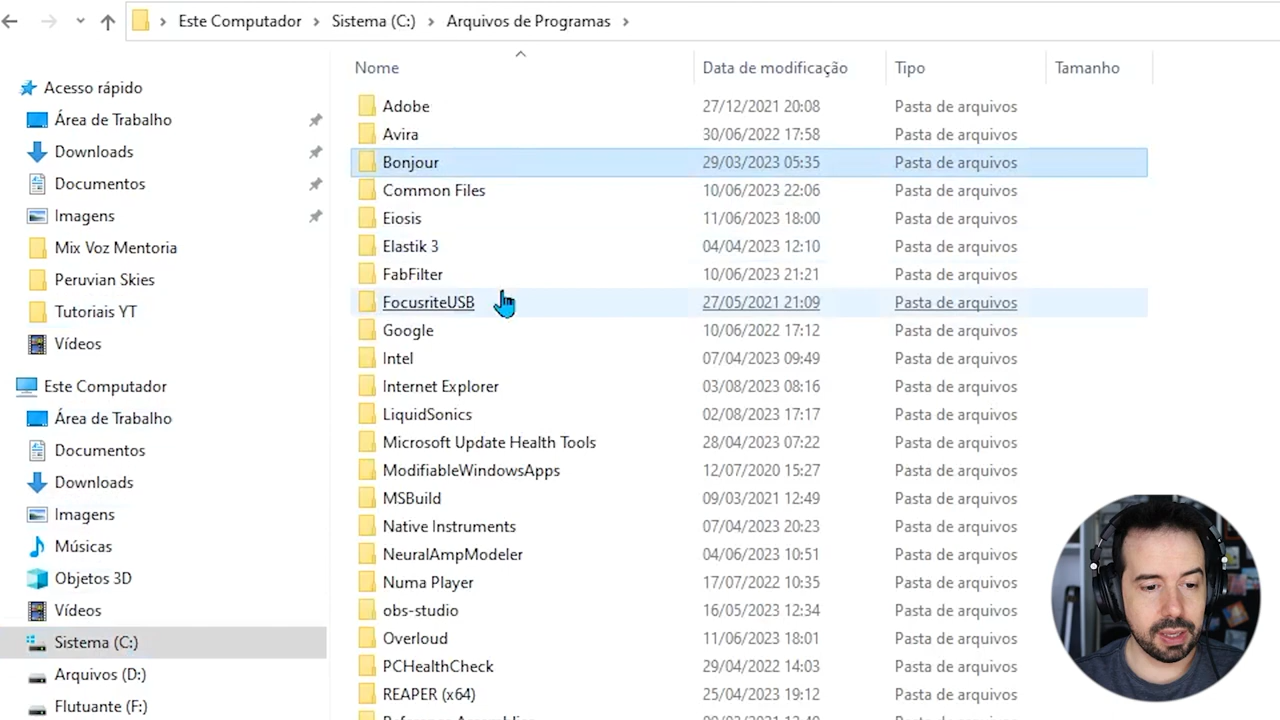 Este Computador > Sistema (C:) > Arquivos de Programas >
Acesso rápido
Área de Trabalho
Downloads
Documentos
Imagens
Mix Voz Mentoria
Peruvian Skies
Tutoriais YT
Vídeos
Este Computador
Área de Trabalho
Documentos
Downloads
Imagens
Músicas
Objetos 3D
Vídeos
Sistema (C:)
Arquivos (D:)
Flutuante (F:)
Nome Data de modificação Tipo Tamanho
Adobe 27/12/2021 20:08 Pasta de arquivos
Avira 30/06/2022 17:58 Pasta de arquivos
Bonjour 29/03/2023 05:35 Pasta de arquivos
Common Files 10/06/2023 22:06 Pasta de arquivos
Eiosis 11/06/2023 18:00 Pasta de arquivos
Elastik 3 04/04/2023 12:10 Pasta de arquivos
FabFilter 10/06/2023 21:21 Pasta de arquivos
FocusriteUSB 27/05/2021 21:09 Pasta de arquivos
Google 10/06/2022 17:12 Pasta de arquivos
Intel 07/04/2023 09:49 Pasta de arquivos
Internet Explorer 03/08/2023 08:16 Pasta de arquivos
LiquidSonics 02/08/2023 17:17 Pasta de arquivos
Microsoft Update Health Tools 28/04/2023 07:22 Pasta de arquivos
ModifiableWindowsApps 12/07/2020 15:27 Pasta de arquivos
MSBuild 09/03/2021 12:49 Pasta de arquivos
Native Instruments 07/04/2023 20:23 Pasta de arquivos
NeuralAmpModeler 04/06/2023 10:51 Pasta de arquivos
Numa Player 17/07/2022 10:35 Pasta de arquivos
obs-studio 16/05/2023 12:34 Pasta de arquivos
Overloud 11/06/2023 18:01 Pasta de arquivos
PCHealthCheck 29/04/2022 14:03 Pasta de arquivos
REAPER (x64) 25/04/2023 19:12 Pasta de arquivos